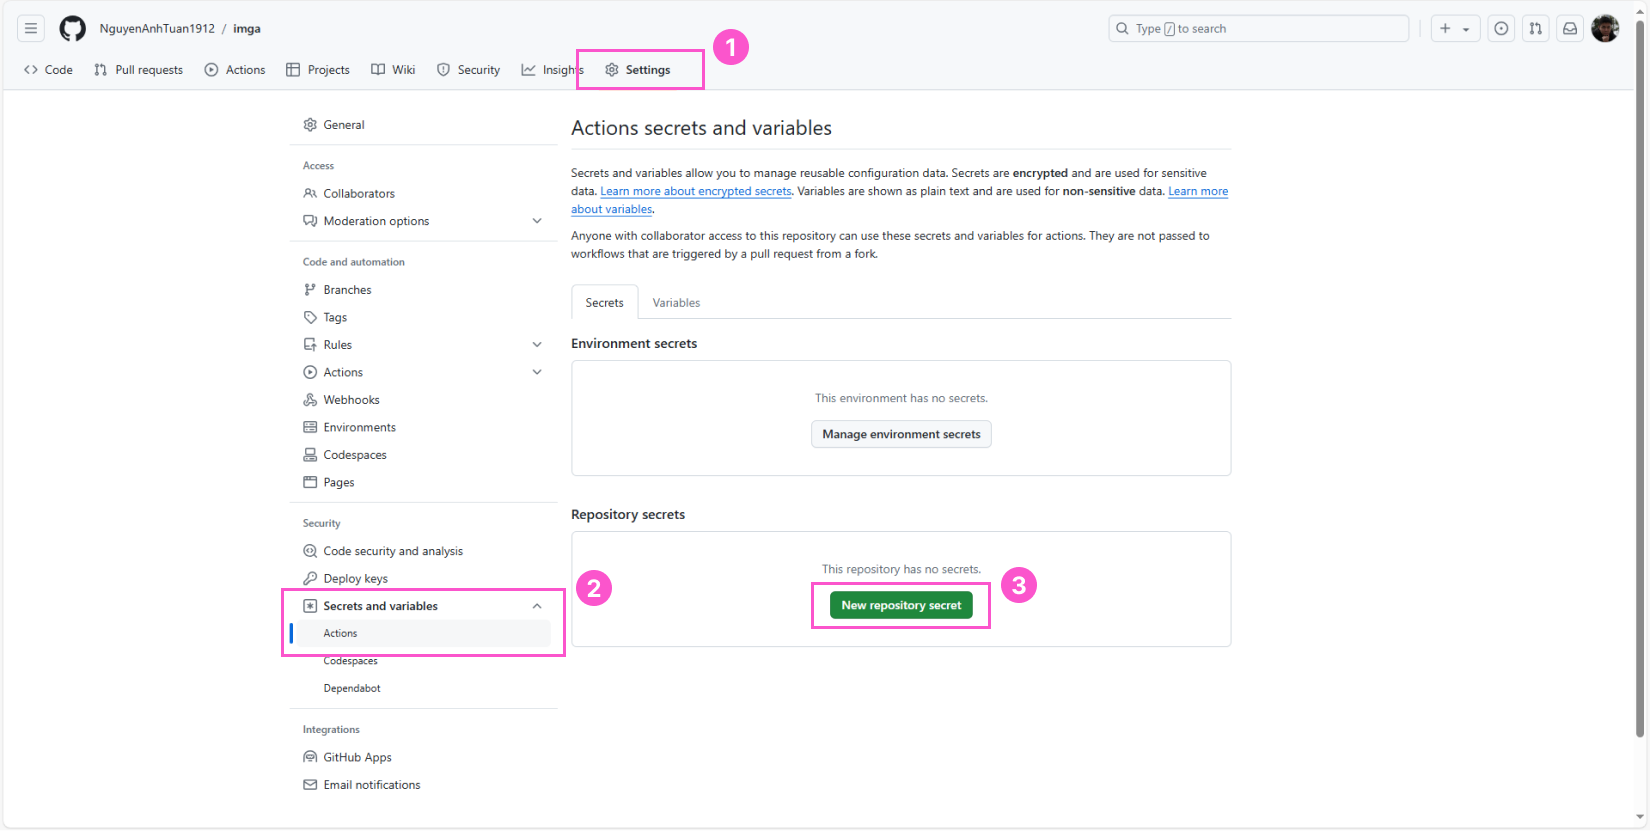 NguyenAnhTuan1912 / imga
Type / to search
Code Pull requests Actions Projects Wiki Security Insights Settings
1
General
Access
Collaborators
Moderation options
Code and automation
Branches
Tags
Rules
Actions
Webhooks
Environments
Codespaces
Pages
Security
Code security and analysis
Deploy keys
Secrets and variables
2
Actions
Codespaces
Dependabot
Integrations
GitHub Apps
Email notifications
Actions secrets and variables
Secrets and variables allow you to manage reusable configuration data. Secrets are encrypted and are used for sensitive
data. Learn more about encrypted secrets. Variables are shown as plain text and are used for non-sensitive data. Learn more
about variables.
Anyone with collaborator access to this repository can use these secrets and variables for actions. They are not passed to
workflows that are triggered by a pull request from a fork.
Secrets Variables
Environment secrets
This environment has no secrets.
Manage environment secrets
Repository secrets
This repository has no secrets.
New repository secret
3